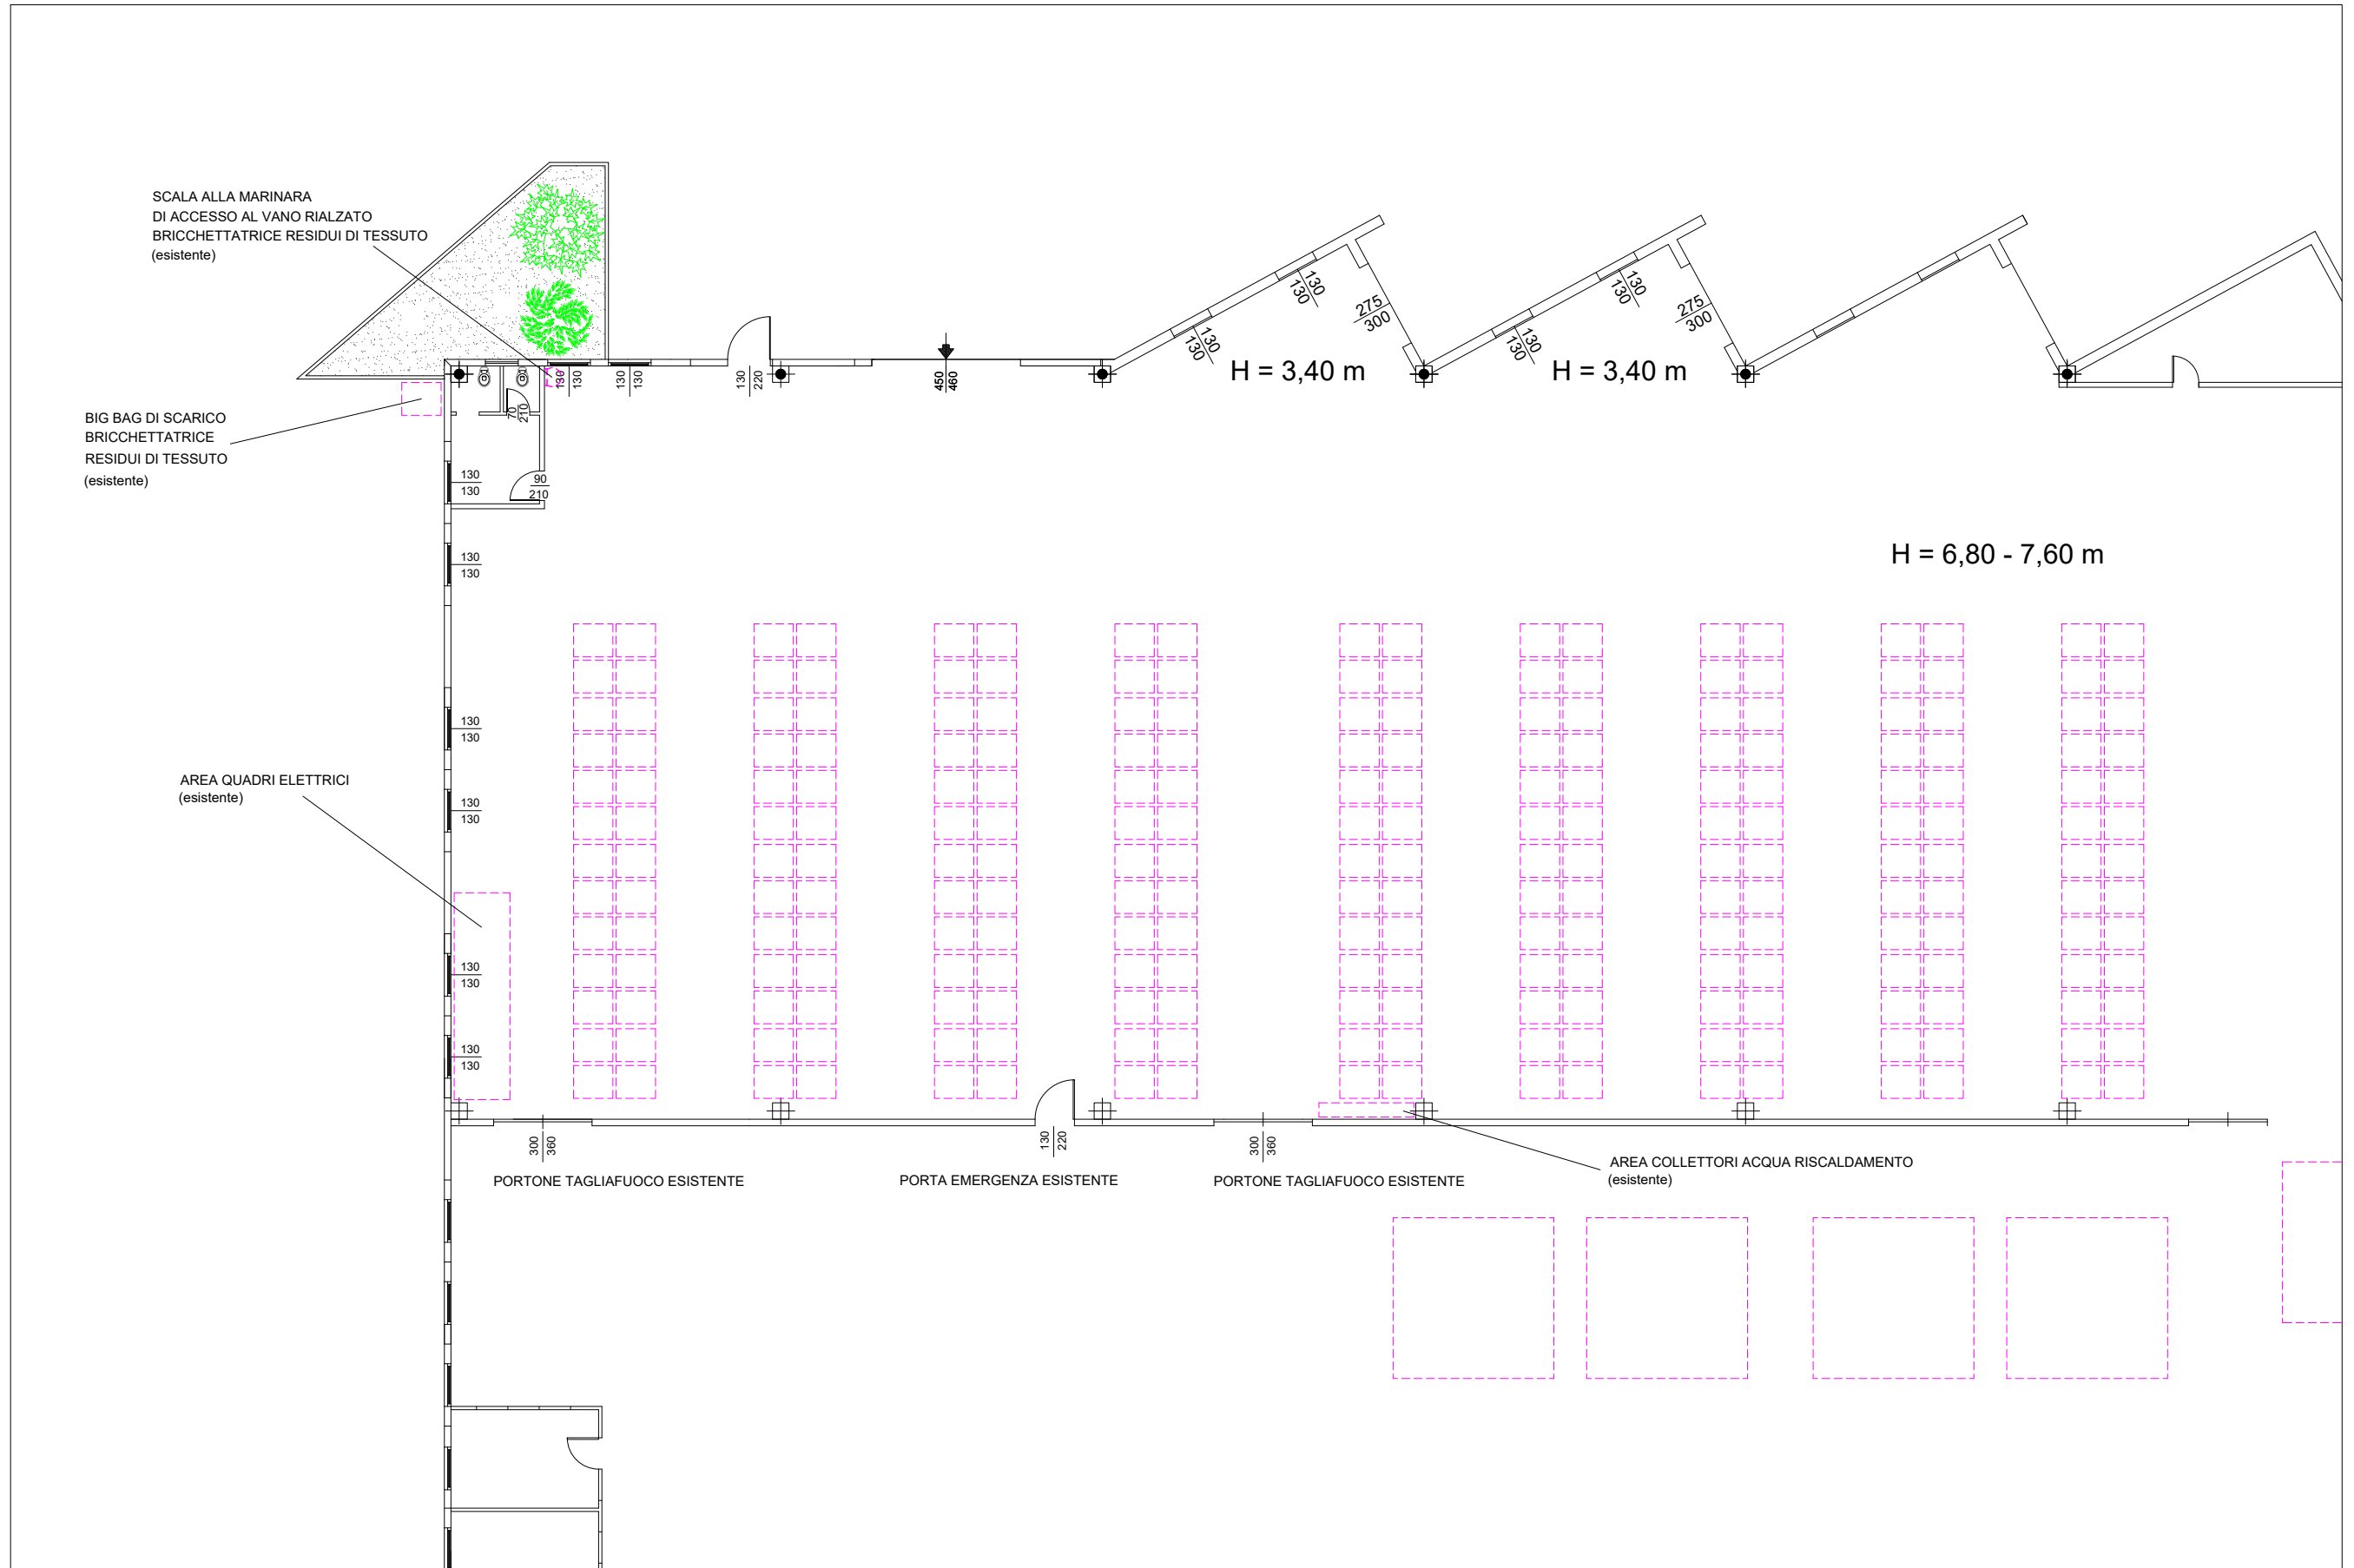 SCALA ALLA MARINARA
DI ACCESSO AL VANO RIALZATO
BRICCHETTATRICE RESIDUI DI TESSUTO
(esistente)
130
130
130
130
275
300
130
130
130
130
275
300
H = 3,40 m
H = 3,40 m
130
130
130
130
130
220
450
460
70
210
BIG BAG DI SCARICO
BRICCHETTATRICE
RESIDUI DI TESSUTO
(esistente)
130
130
90
210
130
130
H = 6,80 - 7,60 m
130
130
AREA QUADRI ELETTRICI
(esistente)
130
130
130
130
130
130
300
360
130
220
300
360
PORTONE TAGLIAFUOCO ESISTENTE
PORTA EMERGENZA ESISTENTE
PORTONE TAGLIAFUOCO ESISTENTE
AREA COLLETTORI ACQUA RISCALDAMENTO
(esistente)